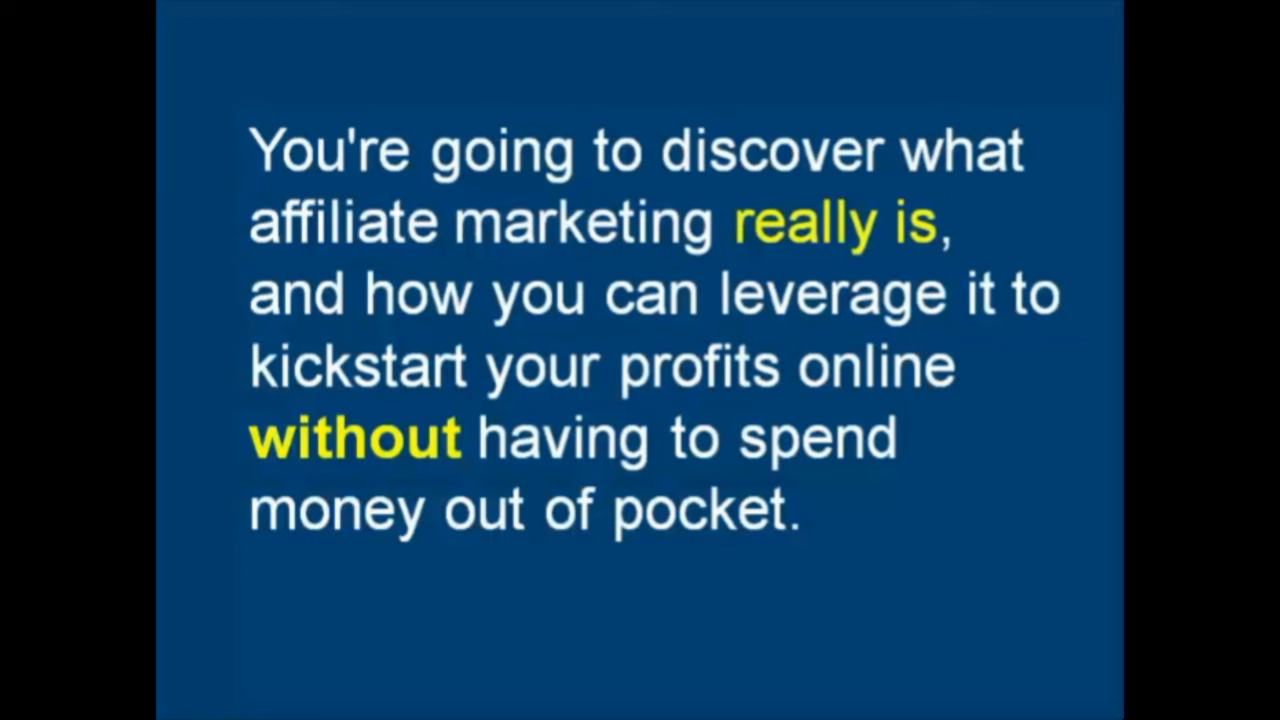 You're going to discover what
affiliate marketing really is,
and how you can leverage it to
kickstart your profits online
without having to spend
money out of pocket.